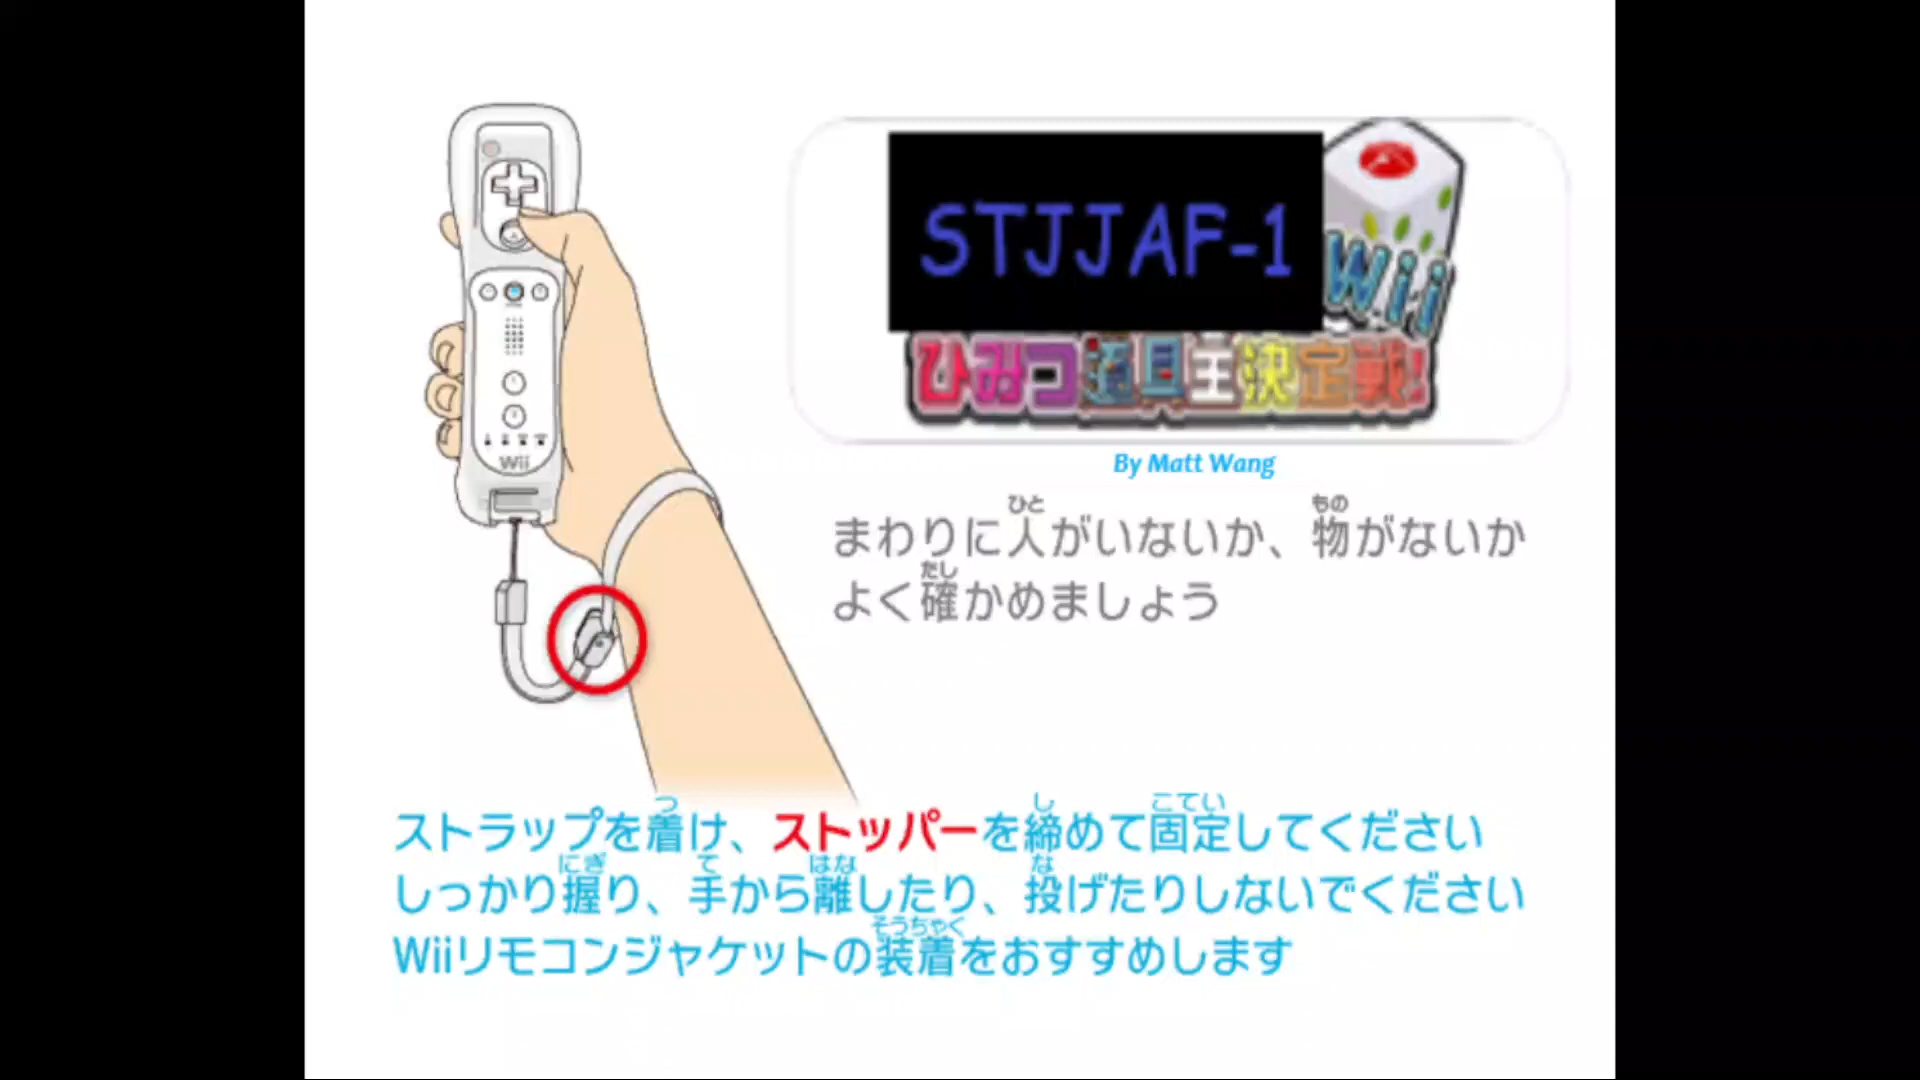 STJJAF-1
Wii
ひみつ道具王決定戦!
By Matt Wang
まわりに人がいないか、物がないか
よく確かめましょう
Wii
ストラップを着け、ストッパーを締めて固定してください
しっかり握り、手から離したり、投げたりしないでください
Wiiリモコンジャケットの装着をおすすめします